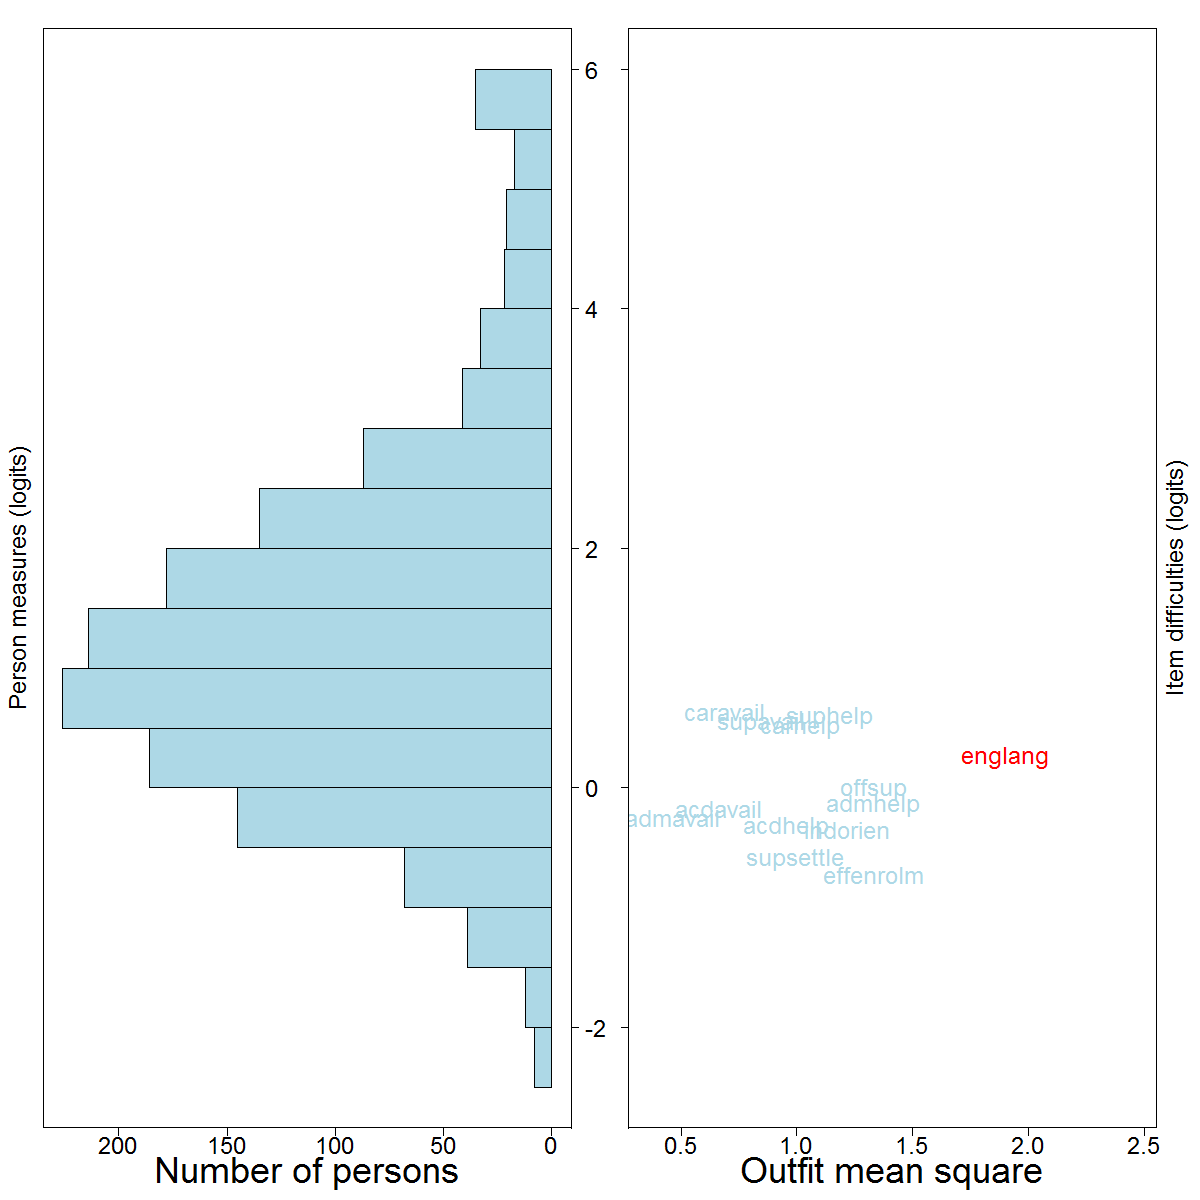 Person measures (logits)
6
4
2
0
-2
200 150 100 50 0
Number of persons
caravail
suphelp
supavail
carhelp
englang
offsup
admhelp
acdavail
admavail
acdhelp
indorien
supsettle
effenrolm
0.5 1.0 1.5 2.0 2.5
Outfit mean square
Item difficulties (logits)